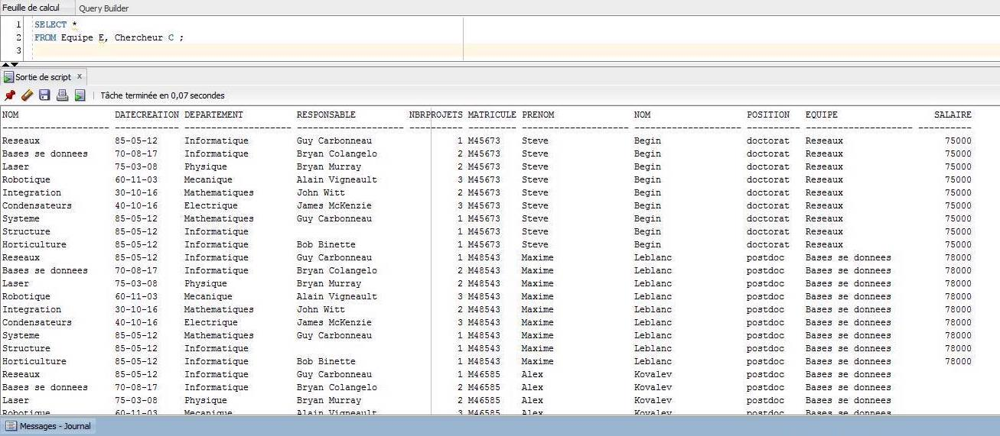 Feuille de calcul Query Builder
1 SELECT *
2 FROM Equipe E, Chercheur C ;
3
Sortie de script x
Tâche terminée en 0,07 secondes
NOM DATECREATION DEPARTEMENT RESPONSABLE NBRPROJETS MATRICULE PRENOM NOM POSITION EQUIPE SALAIRE
Reseaux 85-05-12 Informatique Guy Carbonneau 1 M45673 Steve Begin doctorat Reseaux 75000
Bases se donnees 70-08-17 Informatique Bryan Colangelo 2 M45673 Steve Begin doctorat Reseaux 75000
Laser 75-03-08 Physique Bryan Murray 2 M45673 Steve Begin doctorat Reseaux 75000
Robotique 60-11-03 Mecanique Alain Vigneault 3 M45673 Steve Begin doctorat Reseaux 75000
Integration 30-10-16 Mathematiques John Witt 2 M45673 Steve Begin doctorat Reseaux 75000
Condensateurs 40-10-16 Electrique James McKenzie 3 M45673 Steve Begin doctorat Reseaux 75000
Systeme 85-05-12 Mathematiques Guy Carbonneau 1 M45673 Steve Begin doctorat Reseaux 75000
Structure 85-05-12 Informatique 1 M45673 Steve Begin doctorat Reseaux 75000
Horticulture 85-05-12 Informatique Bob Binette 1 M45673 Steve Begin doctorat Reseaux 75000
Reseaux 85-05-12 Informatique Guy Carbonneau 1 M48543 Maxime Leblanc postdoc Bases se donnees 78000
Bases se donnees 70-08-17 Informatique Bryan Colangelo 2 M48543 Maxime Leblanc postdoc Bases se donnees 78000
Laser 75-03-08 Physique Bryan Murray 2 M48543 Maxime Leblanc postdoc Bases se donnees 78000
Robotique 60-11-03 Mecanique Alain Vigneault 3 M48543 Maxime Leblanc postdoc Bases se donnees 78000
Integration 30-10-16 Mathematiques John Witt 2 M48543 Maxime Leblanc postdoc Bases se donnees 78000
Condensateurs 40-10-16 Electrique James McKenzie 3 M48543 Maxime Leblanc postdoc Bases se donnees 78000
Systeme 85-05-12 Mathematiques Guy Carbonneau 1 M48543 Maxime Leblanc postdoc Bases se donnees 78000
Structure 85-05-12 Informatique 1 M48543 Maxime Leblanc postdoc Bases se donnees 78000
Horticulture 85-05-12 Informatique Bob Binette 1 M48543 Maxime Leblanc postdoc Bases se donnees 78000
Reseaux 85-05-12 Informatique Guy Carbonneau 1 M46585 Alex Kovalev postdoc Bases se donnees
Bases se donnees 70-08-17 Informatique Bryan Colangelo 2 M46585 Alex Kovalev postdoc Bases se donnees
Laser 75-03-08 Physique Bryan Murray 2 M46585 Alex Kovalev postdoc Bases se donnees
Robotique 60-11-03 Mecanique Alain Vigneault 3 M46585 Alex Kovalev postdoc Bases se donnees
Messages - Journal